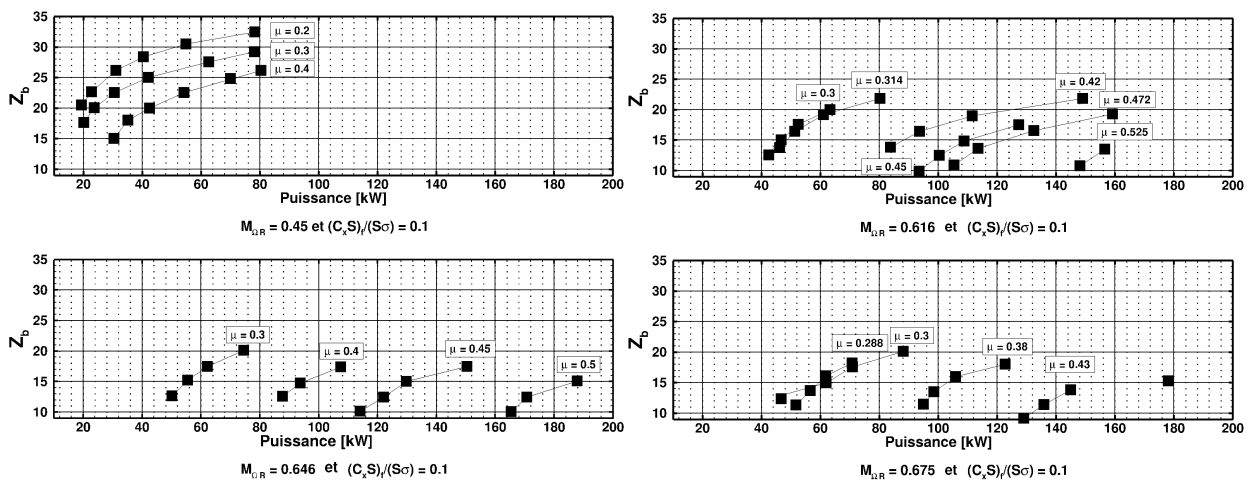 35
30
25
20
15
10
Z_b
μ = 0.2
μ = 0.3
μ = 0.4
20 40 60 80 100 120 140 160 180 200
Puissance [kW]
M_ΩR = 0.45 et (C_xS)_f/(Sσ) = 0.1
35
30
25
20
15
10
Z_b
μ = 0.3
μ = 0.314
μ = 0.42
μ = 0.472
μ = 0.525
μ = 0.45
20 40 60 80 100 120 140 160 180 200
Puissance [kW]
M_ΩR = 0.616 et (C_xS)_f/(Sσ) = 0.1
35
30
25
20
15
10
Z_b
μ = 0.3
μ = 0.4
μ = 0.45
μ = 0.5
20 40 60 80 100 120 140 160 180 200
Puissance [kW]
M_ΩR = 0.646 et (C_xS)_f/(Sσ) = 0.1
35
30
25
20
15
10
Z_b
μ = 0.288
μ = 0.3
μ = 0.38
μ = 0.43
20 40 60 80 100 120 140 160 180 200
Puissance [kW]
M_ΩR = 0.675 et (C_xS)_f/(Sσ) = 0.1